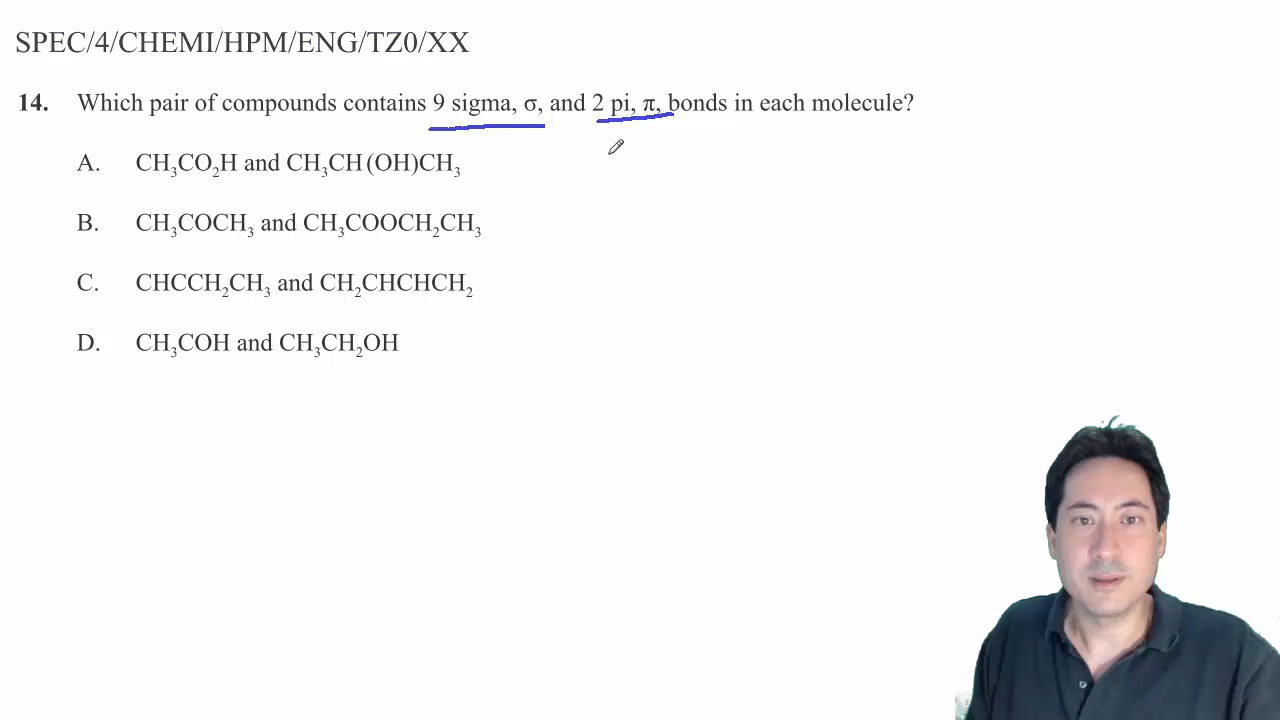 SPEC/4/CHEMI/HPM/ENG/TZ0/XX
14. Which pair of compounds contains 9 sigma, σ, and 2 pi, π, bonds in each molecule?
A. CH₃CO₂H and CH₃CH(OH)CH₃
B. CH₃COCH₃ and CH₃COOCH₂CH₃
C. CHCCH₂CH₃ and CH₂CHCHCH₂
D. CH₃COH and CH₃CH₂OH